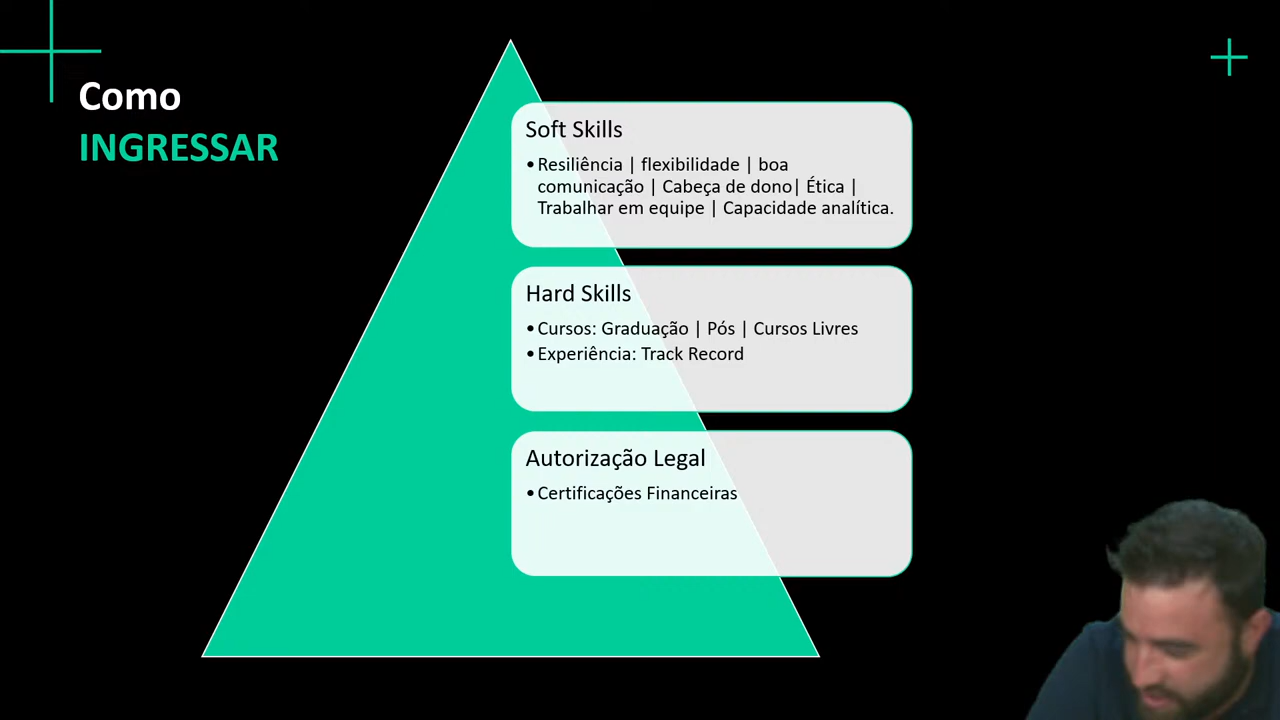 Como
INGRESSAR
Soft Skills
•Resiliência | flexibilidade | boa
comunicação | Cabeça de dono| Ética |
Trabalhar em equipe | Capacidade analítica.
Hard Skills
•Cursos: Graduação | Pós | Cursos Livres
•Experiência: Track Record
Autorização Legal
•Certificações Financeiras